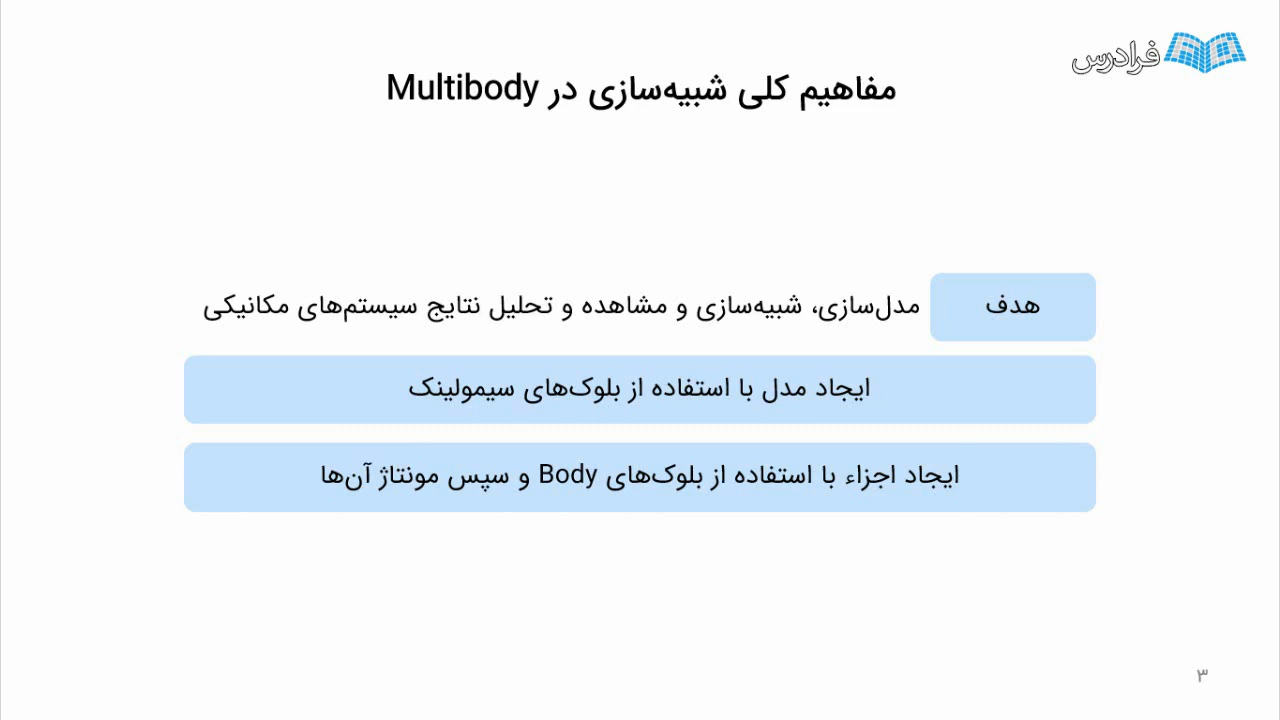 فرادرس
مفاهیم کلی شبیه‌سازی در Multibody
هدف
مدل‌سازی، شبیه‌سازی و مشاهده و تحلیل نتایج سیستم‌های مکانیکی
ایجاد مدل با استفاده از بلوک‌های سیمولینک
ایجاد اجزاء با استفاده از بلوک‌های Body و سپس مونتاژ آن‌ها
۳